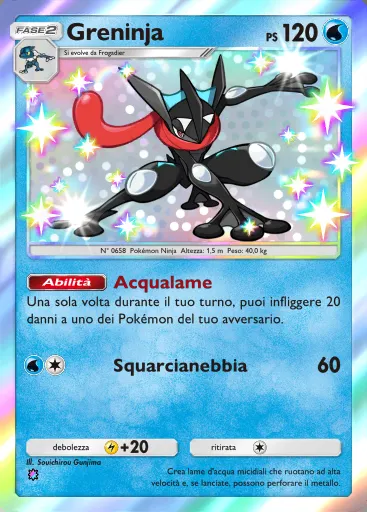 FASE 2 Greninja PS 120
Si evolve da Frogadier
N° 0658 Pokémon Ninja Altezza: 1,5 m Peso: 40,0 kg
Abilità Acqualame
Una sola volta durante il tuo turno, puoi infliggere 20
danni a uno dei Pokémon del tuo avversario.
Squarcianebbia 60
debolezza +20 ritirata
Ill. Souichirou Gunjima
Crea lame d'acqua micidiali che ruotano ad alta
velocità e, se lanciate, possono perforare il metallo.